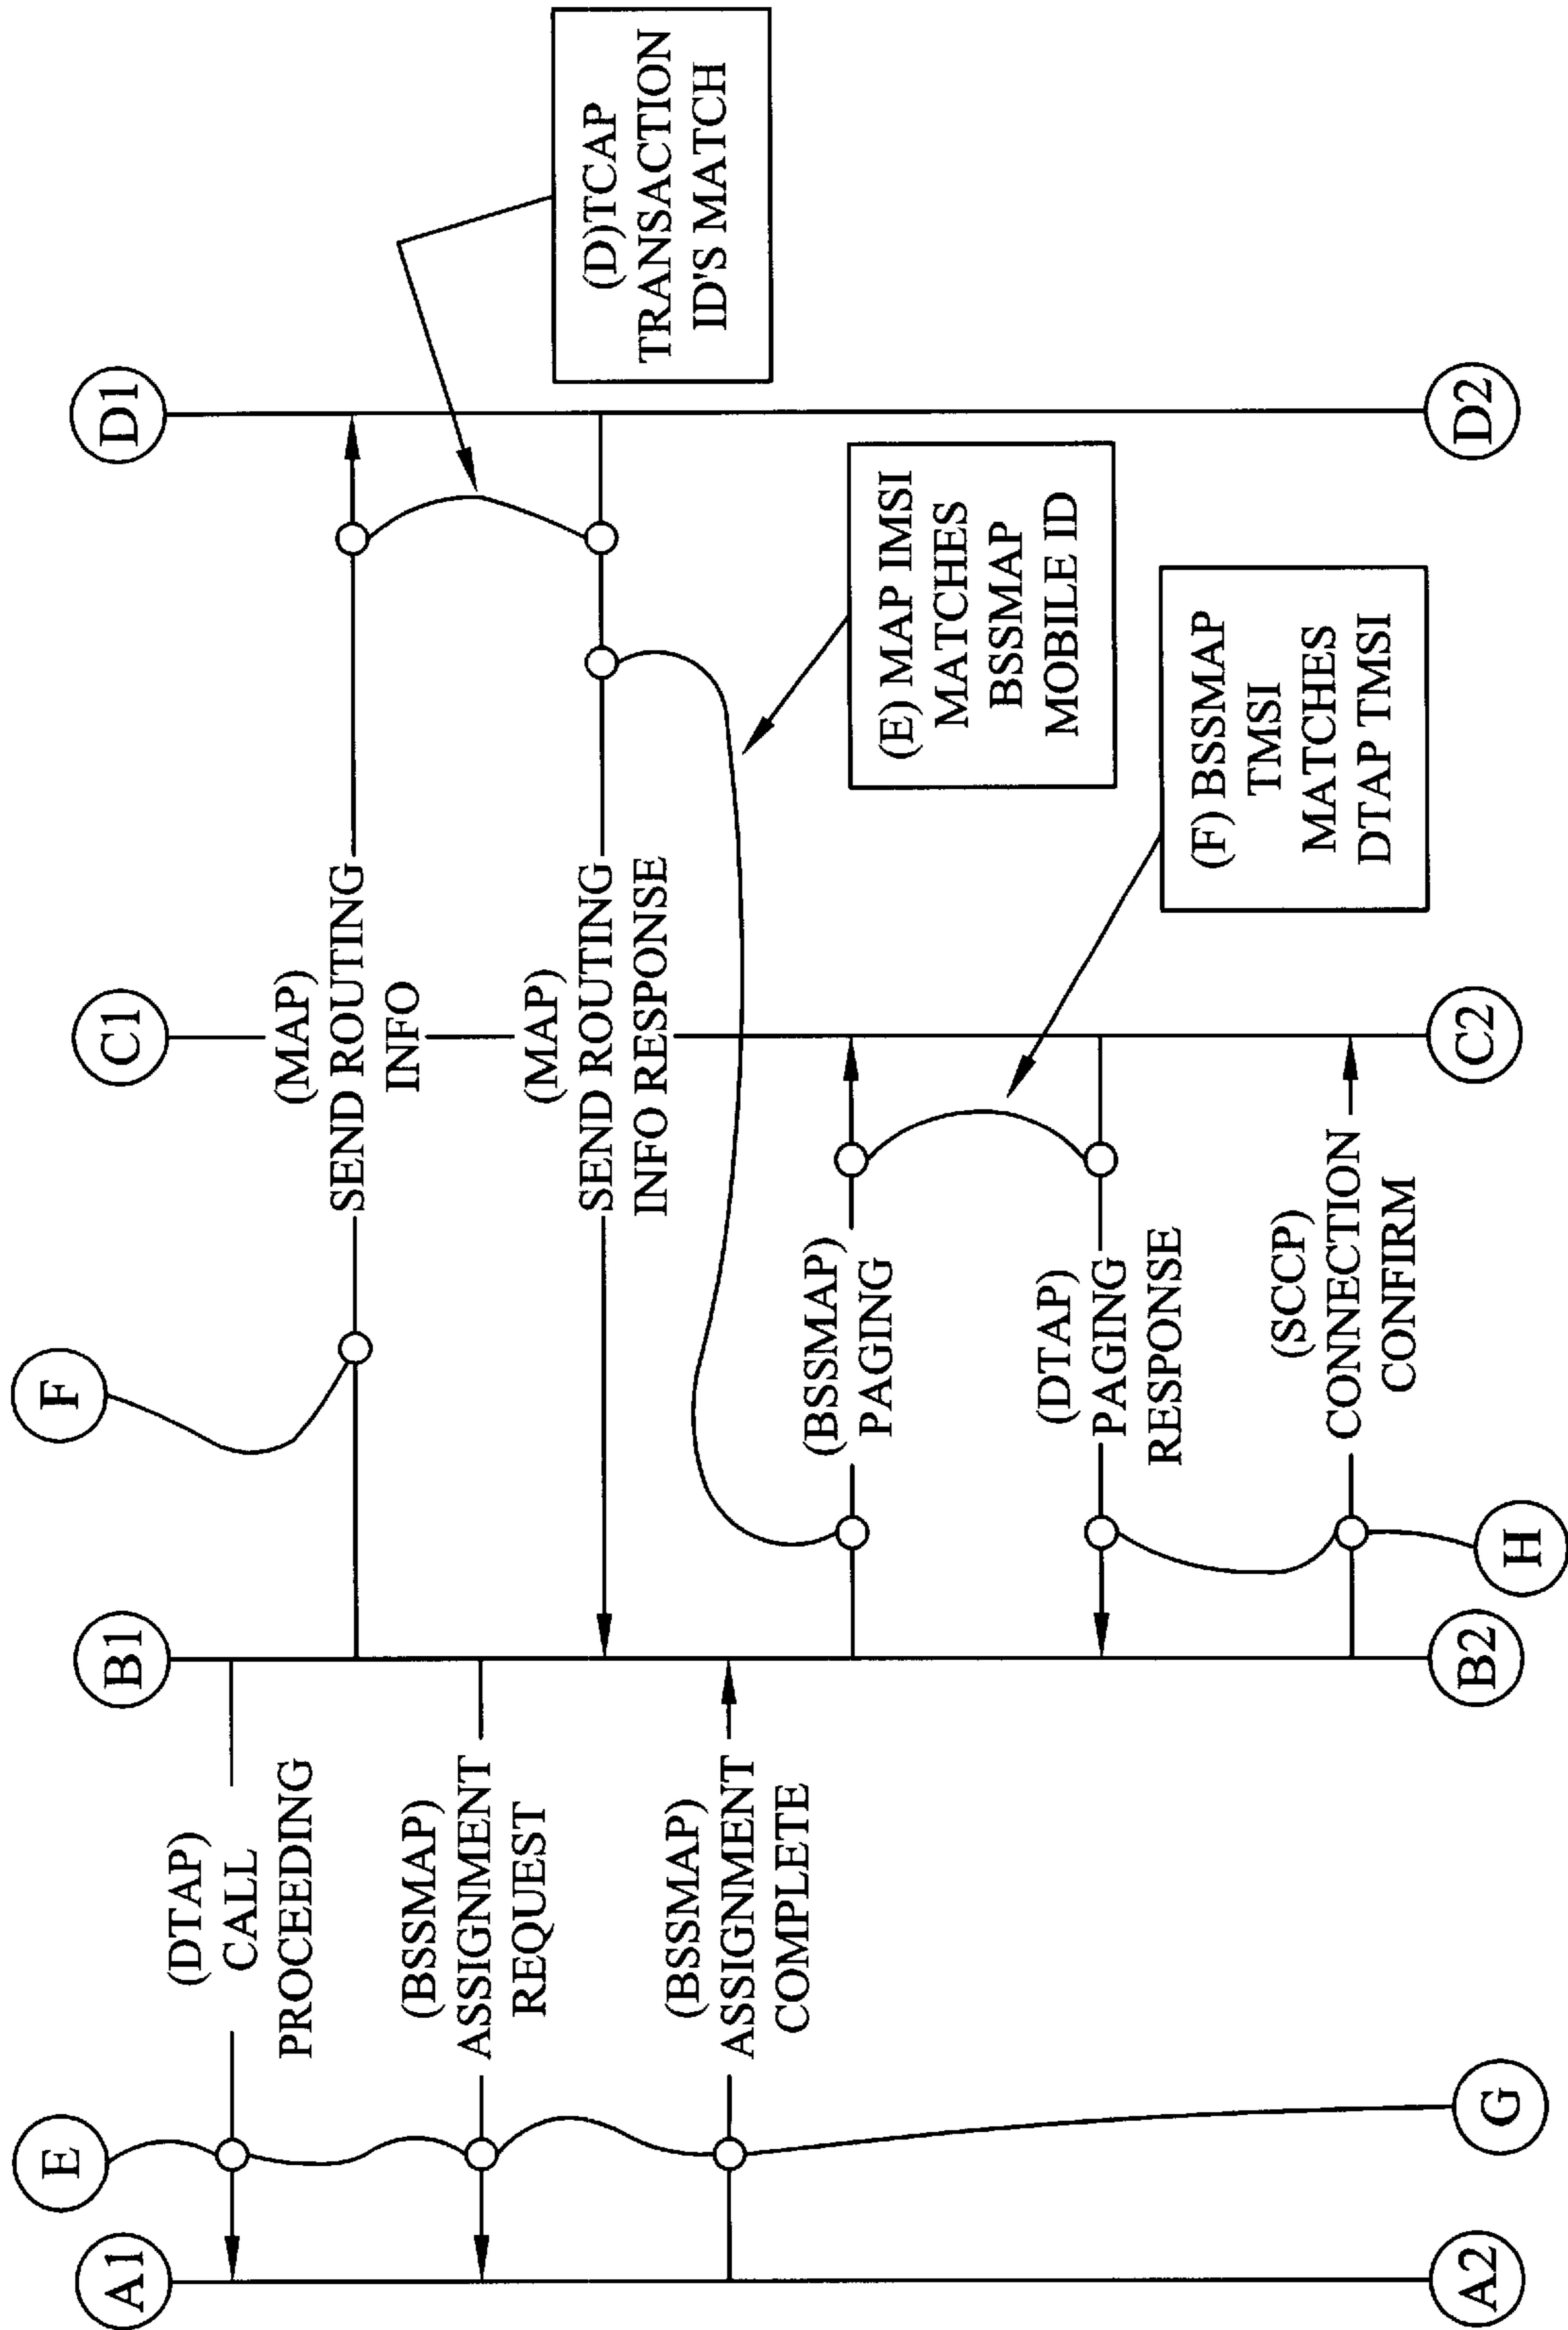 E
F
A1
B1
C1
D1
(DTAP)
CALL
PROCEEDING
(MAP)
SEND ROUTING
INFO
(BSSMAP)
ASSIGNMENT
REQUEST
(MAP)
SEND ROUTING
INFO RESPONSE
(D)TCAP
TRANSACTION
ID'S MATCH
(BSSMAP)
ASSIGNMENT
COMPLETE
(BSSMAP)
PAGING
(E) MAP IMSI
MATCHES
BSSMAP
MOBILE ID
(DTAP)
PAGING
RESPONSE
(F) BSSMAP
TMSI
MATCHES
DTAP TMSI
(SCCP)
CONNECTION
CONFIRM
A2
G
B2
H
C2
D2